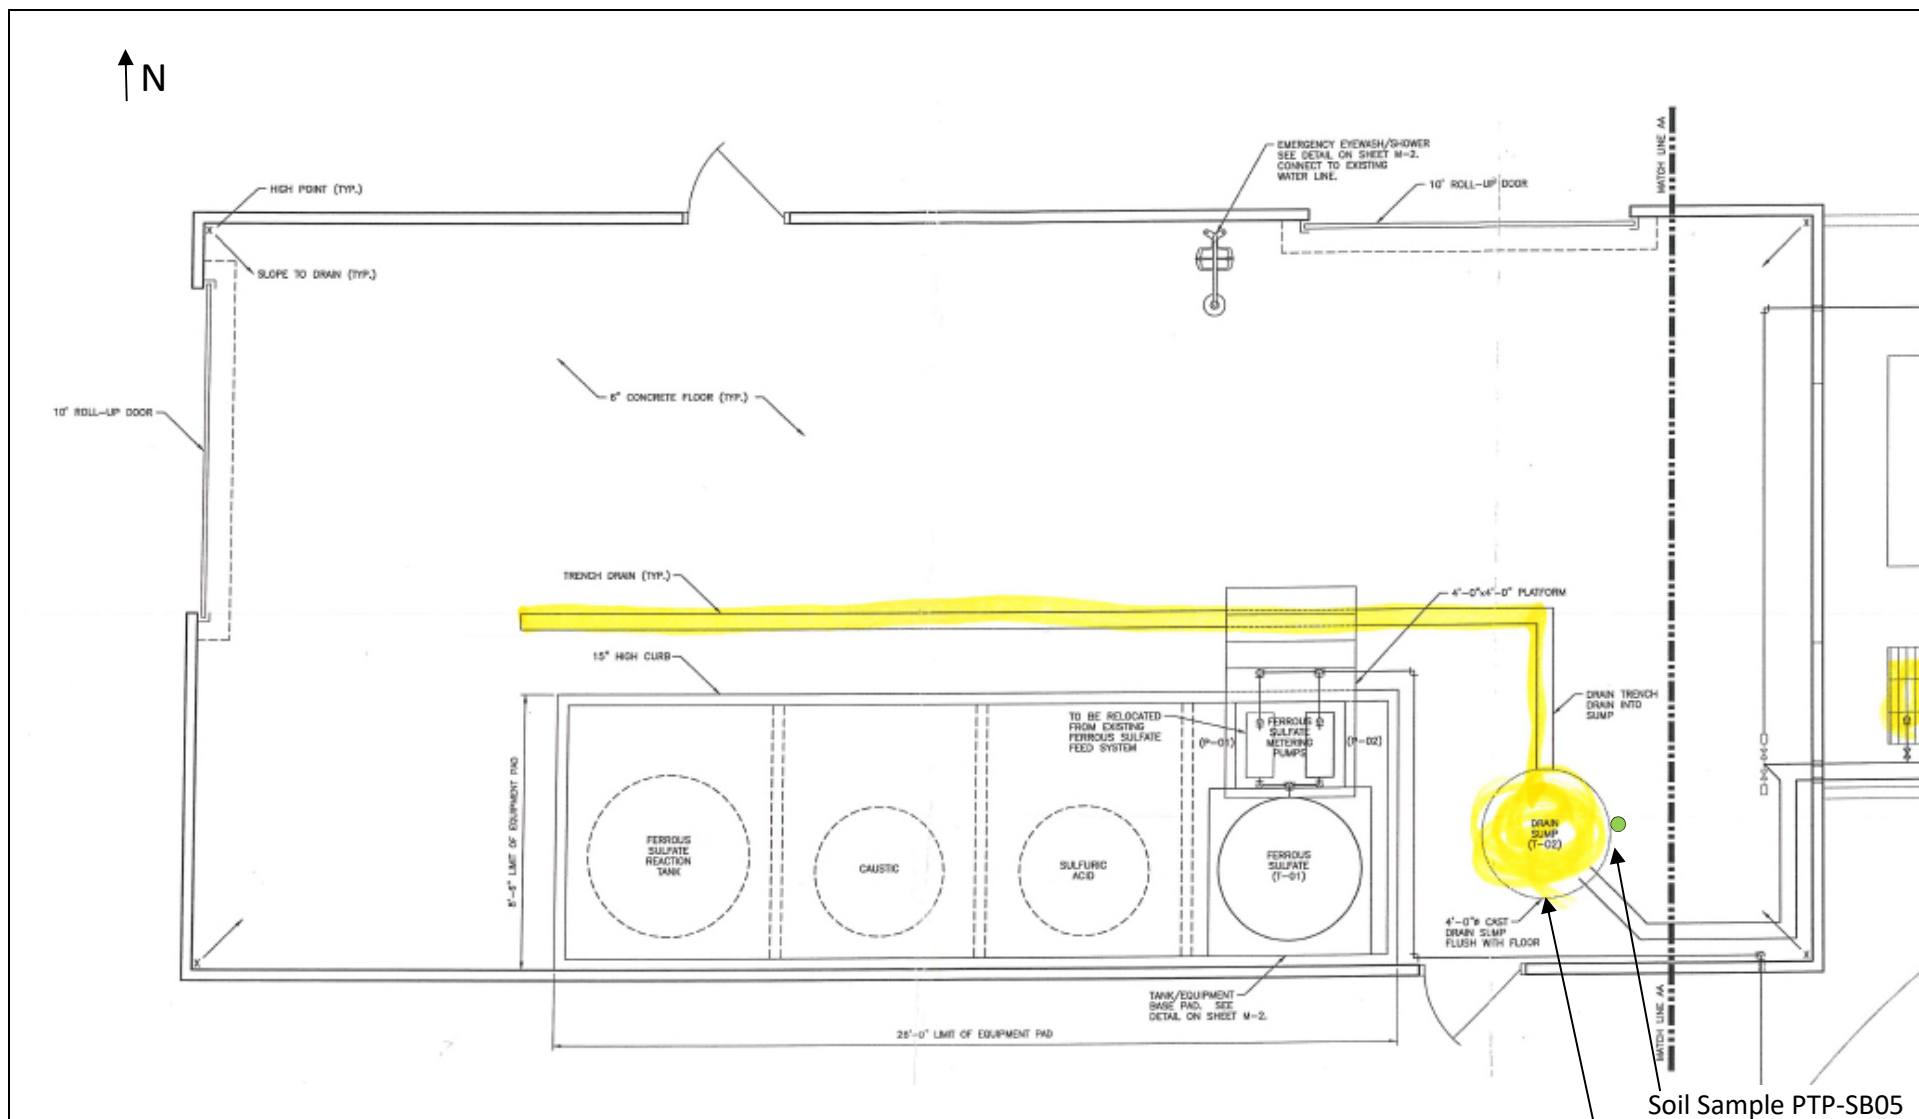 N
EMERGENCY EYEWASH/SHOWER
SEE DETAIL ON SHEET M-2.
CONNECT TO EXISTING
WATER LINE.
MATCH LINE AA
HIGH POINT (TYP.)
10' ROLL-UP DOOR
SLOPE TO DRAIN (TYP.)
6" CONCRETE FLOOR (TYP.)
10' ROLL-UP DOOR
TRENCH DRAIN (TYP.)
4'-0"x4'-0" PLATFORM
15" HIGH CURB
DRAIN TRENCH
DRAIN INTO
SUMP
TO BE RELOCATED
FROM EXISTING
FERROUS SULFATE
FEED SYSTEM
(P-01)
FERROUS
SULFATE
METERING
PUMPS
(P-02)
8'-6" LIMIT OF EQUIPMENT PAD
FERROUS
SULFATE
REACTION
TANK
CAUSTIC
SULFURIC
ACID
FERROUS
SULFATE
(T-01)
DRAIN
SUMP
(T-02)
4'-0"ø CAST
DRAIN SUMP
FLUSH WITH FLOOR
TANK/EQUIPMENT
BASE PAD. SEE
DETAIL ON SHEET M-2.
MATCH LINE AA
26'-0" LIMIT OF EQUIPMENT PAD
Soil Sample PTP-SB05